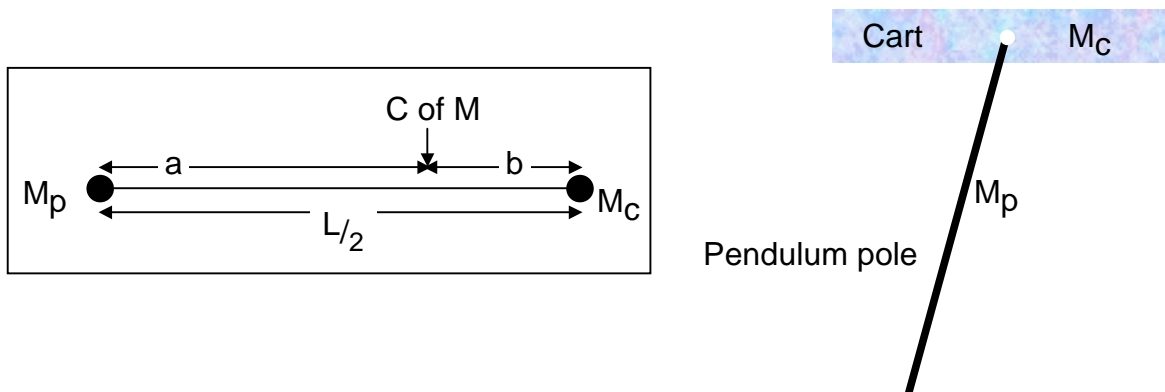 C of M
a b
Mp Mc
L/2
Cart Mc
Mp
Pendulum pole